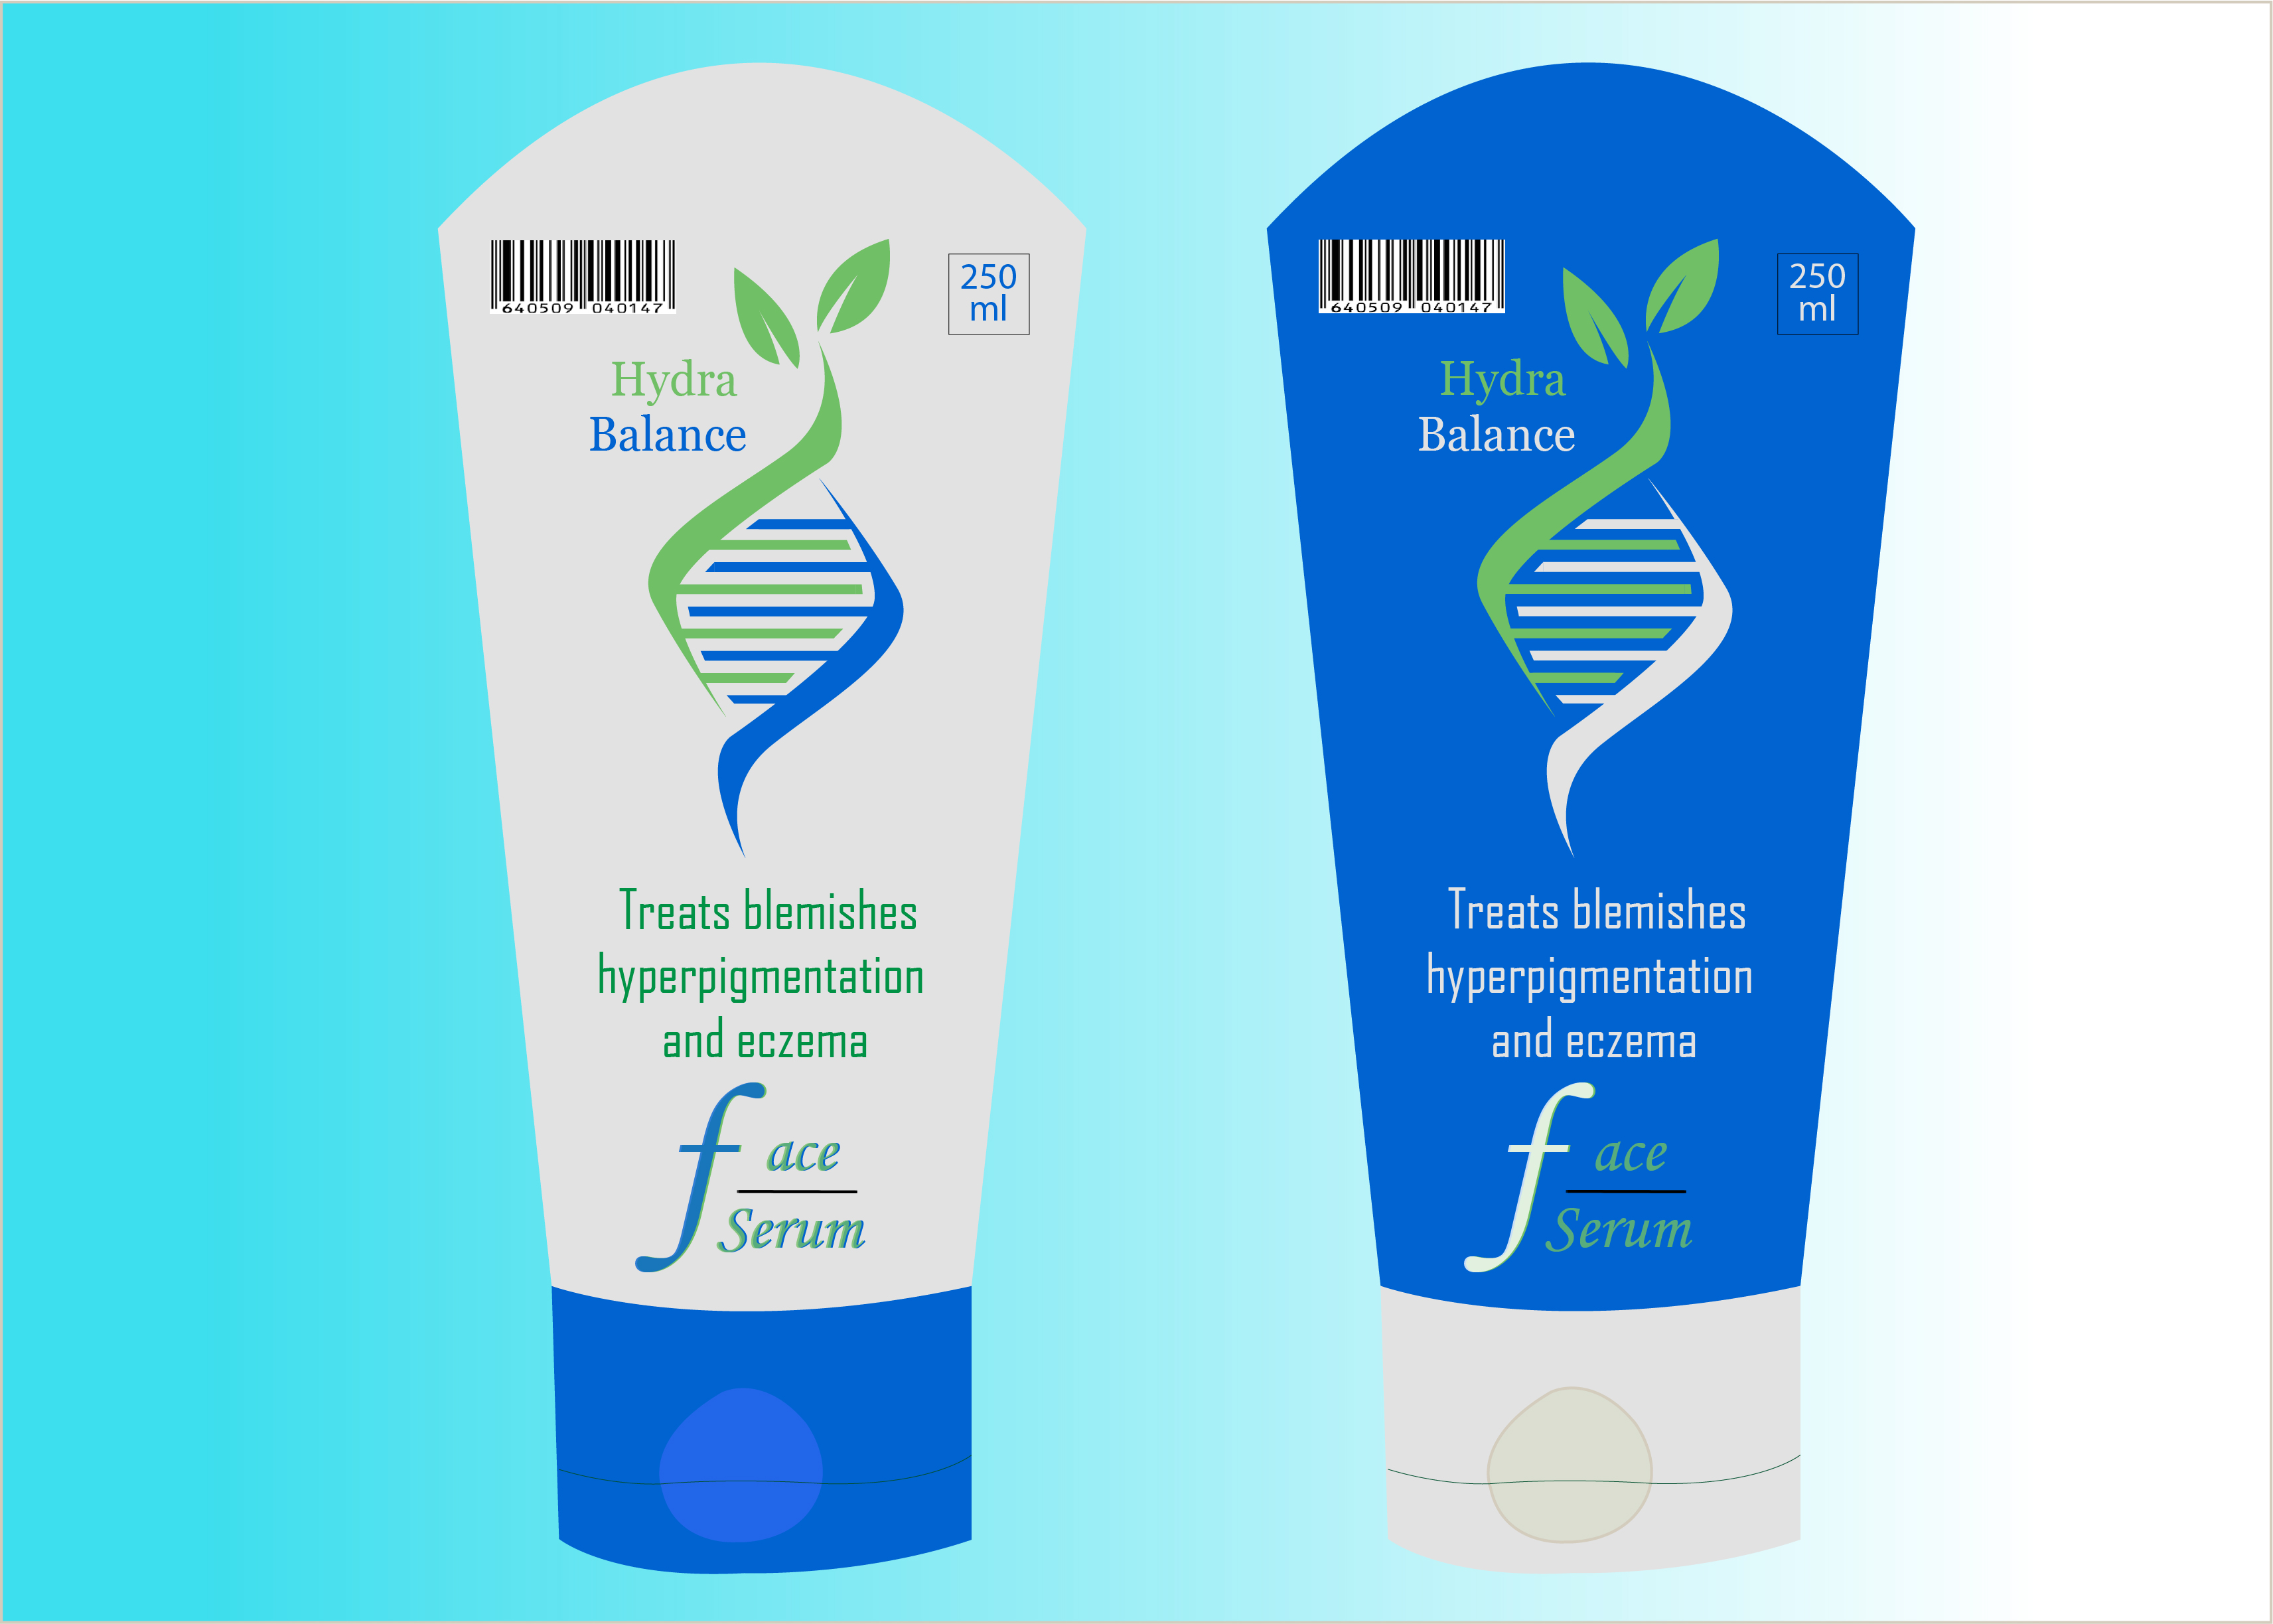 640509 040147
250
ml
Hydra
Balance
Treats blemishes
hyperpigmentation
and eczema
face
Serum
640509 040147
250
ml
Hydra
Balance
Treats blemishes
hyperpigmentation
and eczema
face
Serum